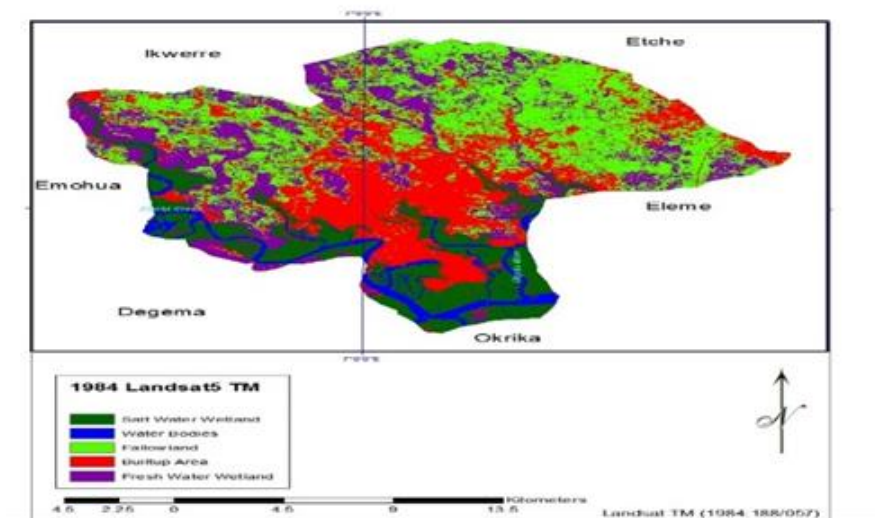 Etche
Ikwerre
Emohua
Eleme
Degema
Okrika
1984 Landsat5 TM
Salt Water Wetland
Water Bodies
Fallowland
Builtup Area
Fresh Water Wetland
N
Kilometers
4.5 2.25 0 4.5 9 13.5
Landsat TM (1984 188/057)